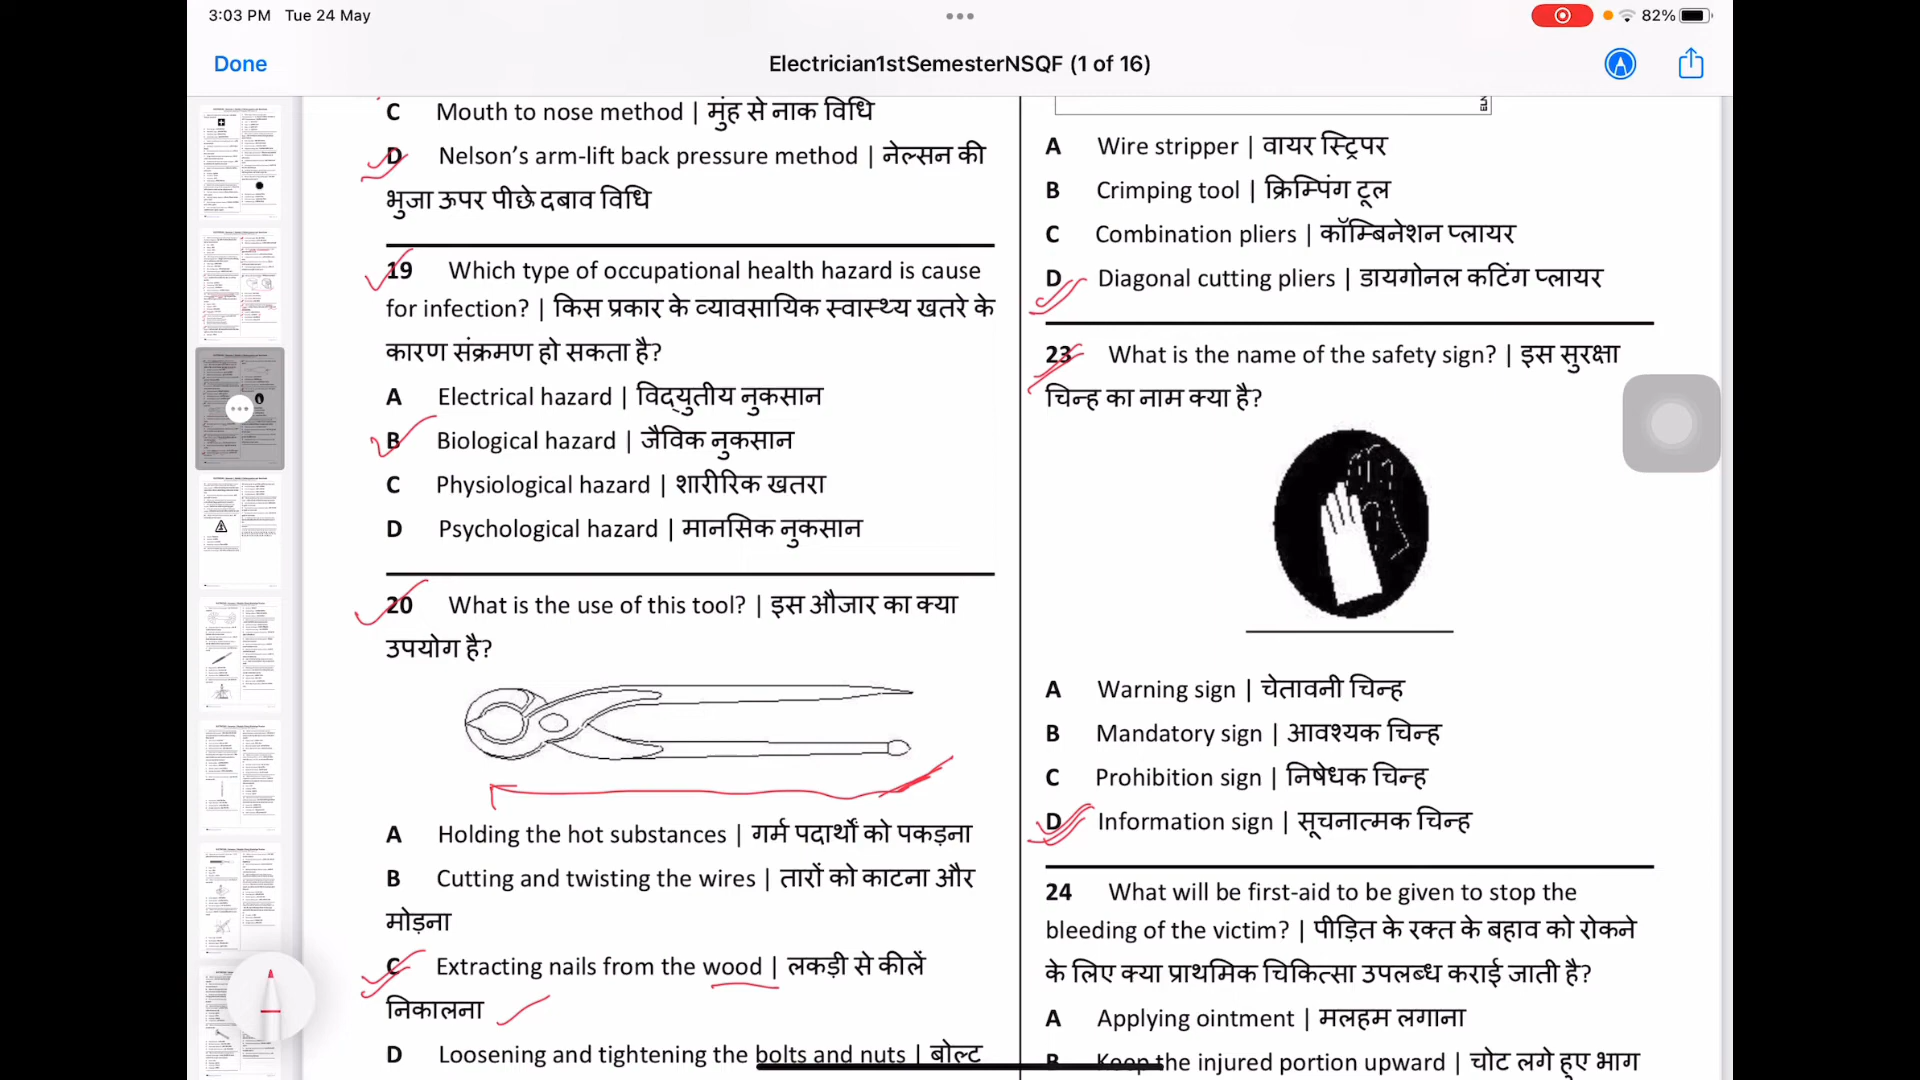 3:03 PM Tue 24 May
82%
Done
Electrician1stSemesterNSQF (1 of 16)
C Mouth to nose method | मुंह से नाक विधि
D Nelson’s arm-lift back pressure method | नेल्सन की
भुजा ऊपर पीछे दबाव विधि
19 Which type of occupational health hazard is cause
for infection? | किस प्रकार के व्यावसायिक स्वास्थ्य खतरे के
कारण संक्रमण हो सकता है?
A Electrical hazard | विद्युतीय नुकसान
B Biological hazard | जैविक नुकसान
C Physiological hazard | शारीरिक खतरा
D Psychological hazard | मानसिक नुकसान
20 What is the use of this tool? | इस औजार का क्या
उपयोग है?
A Holding the hot substances | गर्म पदार्थों को पकड़ना
B Cutting and twisting the wires | तारों को काटना और
मोड़ना
C Extracting nails from the wood | लकड़ी से कीलें
निकालना
D Loosening and tightening the bolts and nuts | बोल्ट
ELN
A Wire stripper | वायर स्ट्रिपर
B Crimping tool | क्रिम्पिंग टूल
C Combination pliers | कॉम्बिनेशन प्लायर
D Diagonal cutting pliers | डायगोनल कटिंग प्लायर
23 What is the name of the safety sign? | इस सुरक्षा
चिन्ह का नाम क्या है?
A Warning sign | चेतावनी चिन्ह
B Mandatory sign | आवश्यक चिन्ह
C Prohibition sign | निषेधक चिन्ह
D Information sign | सूचनात्मक चिन्ह
24 What will be first-aid to be given to stop the
bleeding of the victim? | पीड़ित के रक्त के बहाव को रोकने
के लिए क्या प्राथमिक चिकित्सा उपलब्ध कराई जाती है?
A Applying ointment | मलहम लगाना
B Keep the injured portion upward | चोट लगे हुए भाग